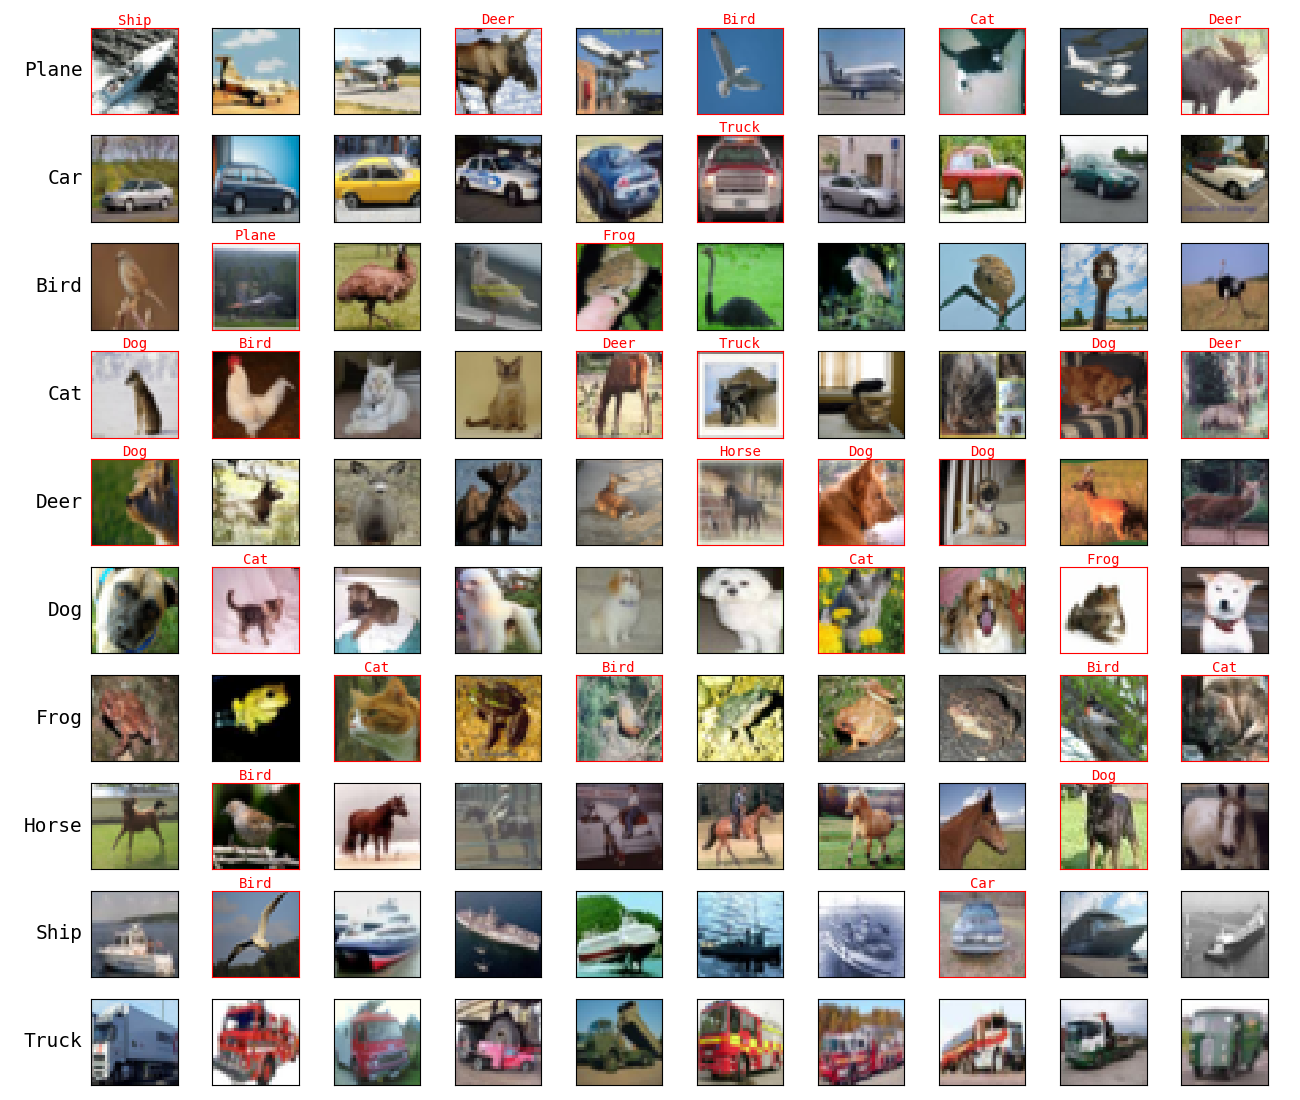 Ship Deer Bird Cat Deer
Plane
Truck
Car
Plane Frog
Bird
Dog Bird Deer Truck Dog Deer
Cat
Dog Horse Dog Dog
Deer
Cat Cat Frog
Dog
Cat Bird Bird Cat
Frog
Bird Dog
Horse
Bird Car
Ship
Truck